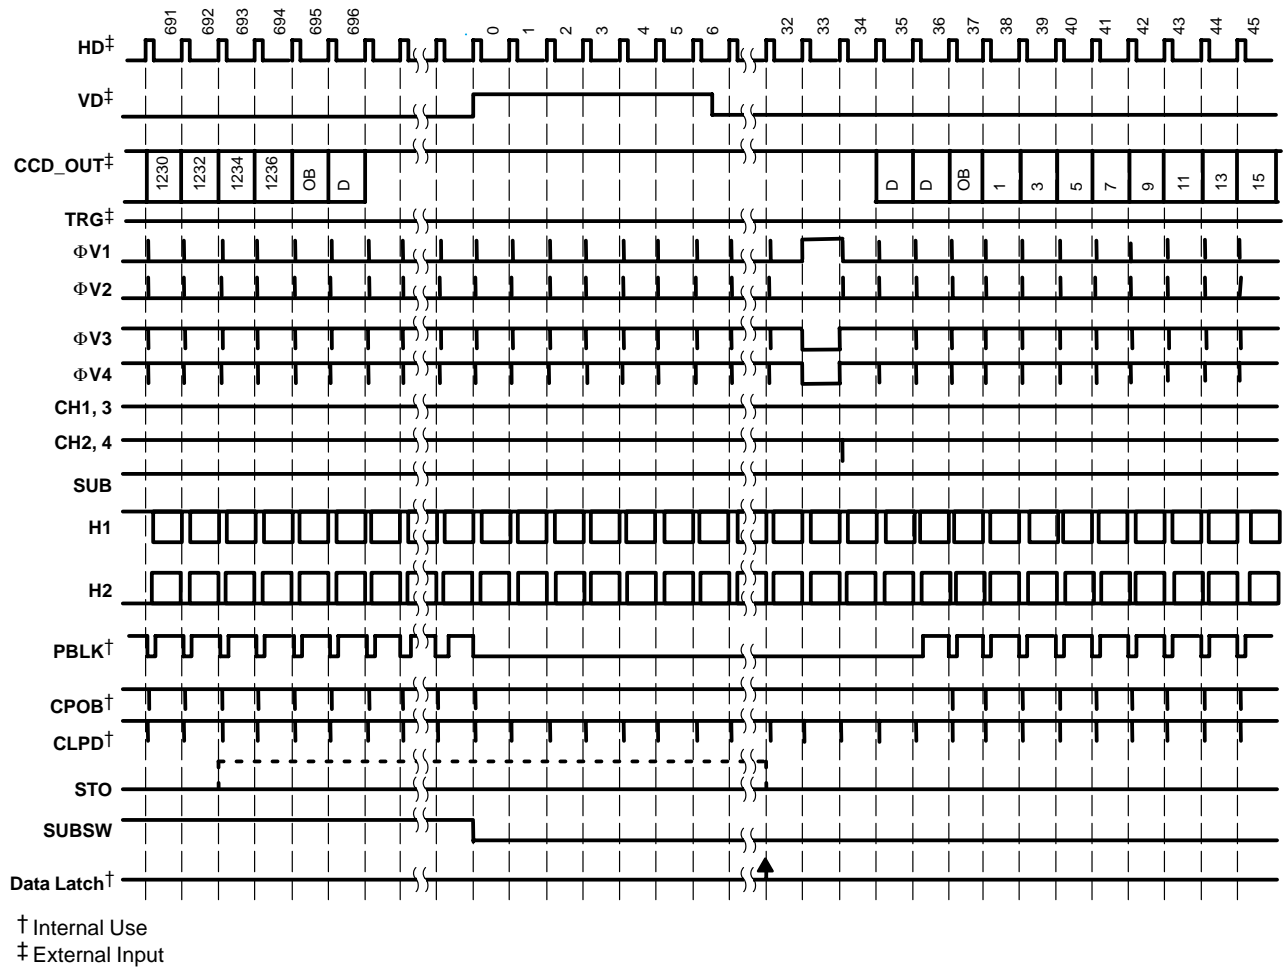 691 692 693 694 695 696 0 1 2 3 4 5 6 32 33 34 35 36 37 38 39 40 41 42 43 44 45
HD‡
VD‡
CCD_OUT‡ 1230 1232 1234 1236 OB D D D OB 1 3 5 7 9 11 13 15
TRG‡
ΦV1
ΦV2
ΦV3
ΦV4
CH1, 3
CH2, 4
SUB
H1
H2
PBLK†
CPOB†
CLPD†
STO
SUBSW
Data Latch†
† Internal Use
‡ External Input